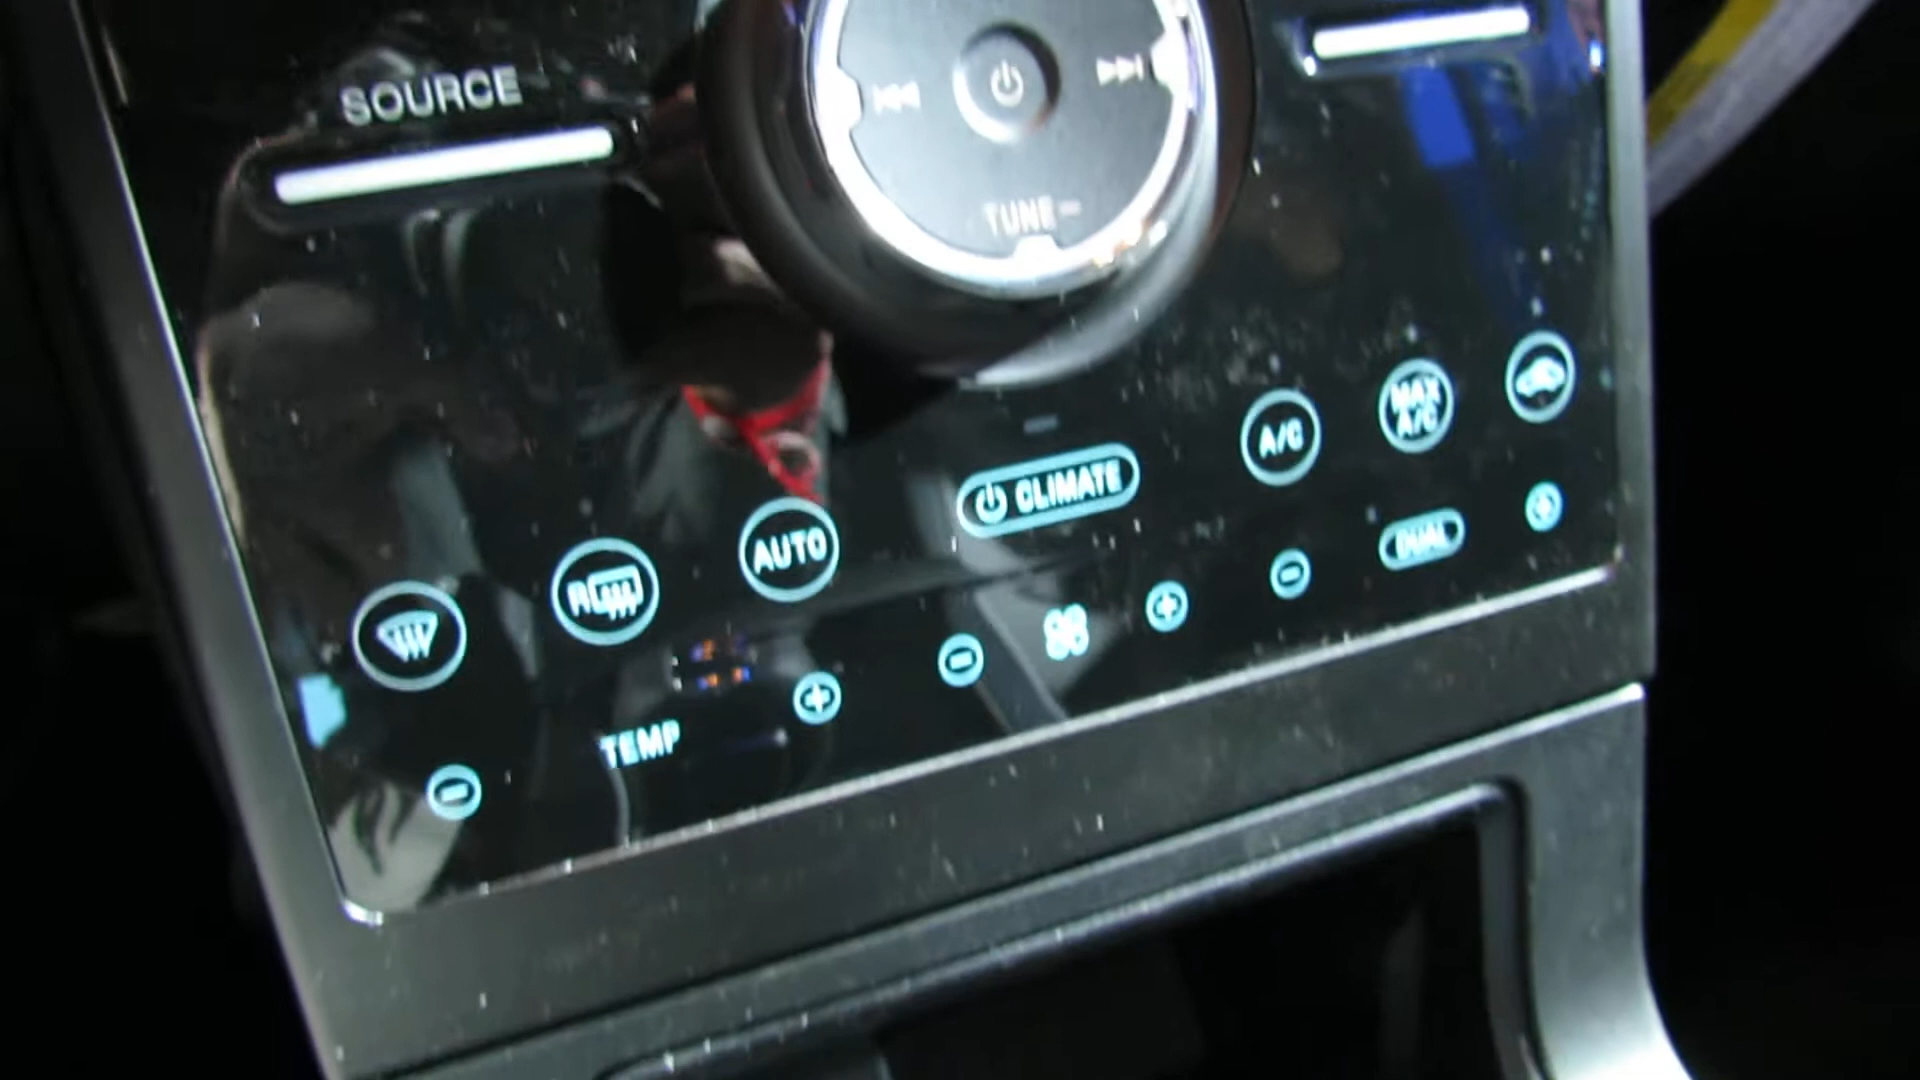 SOURCE
TUNE-
A/C
MAX
A/C
CLIMATE
AUTO
R
DUAL
TEMP